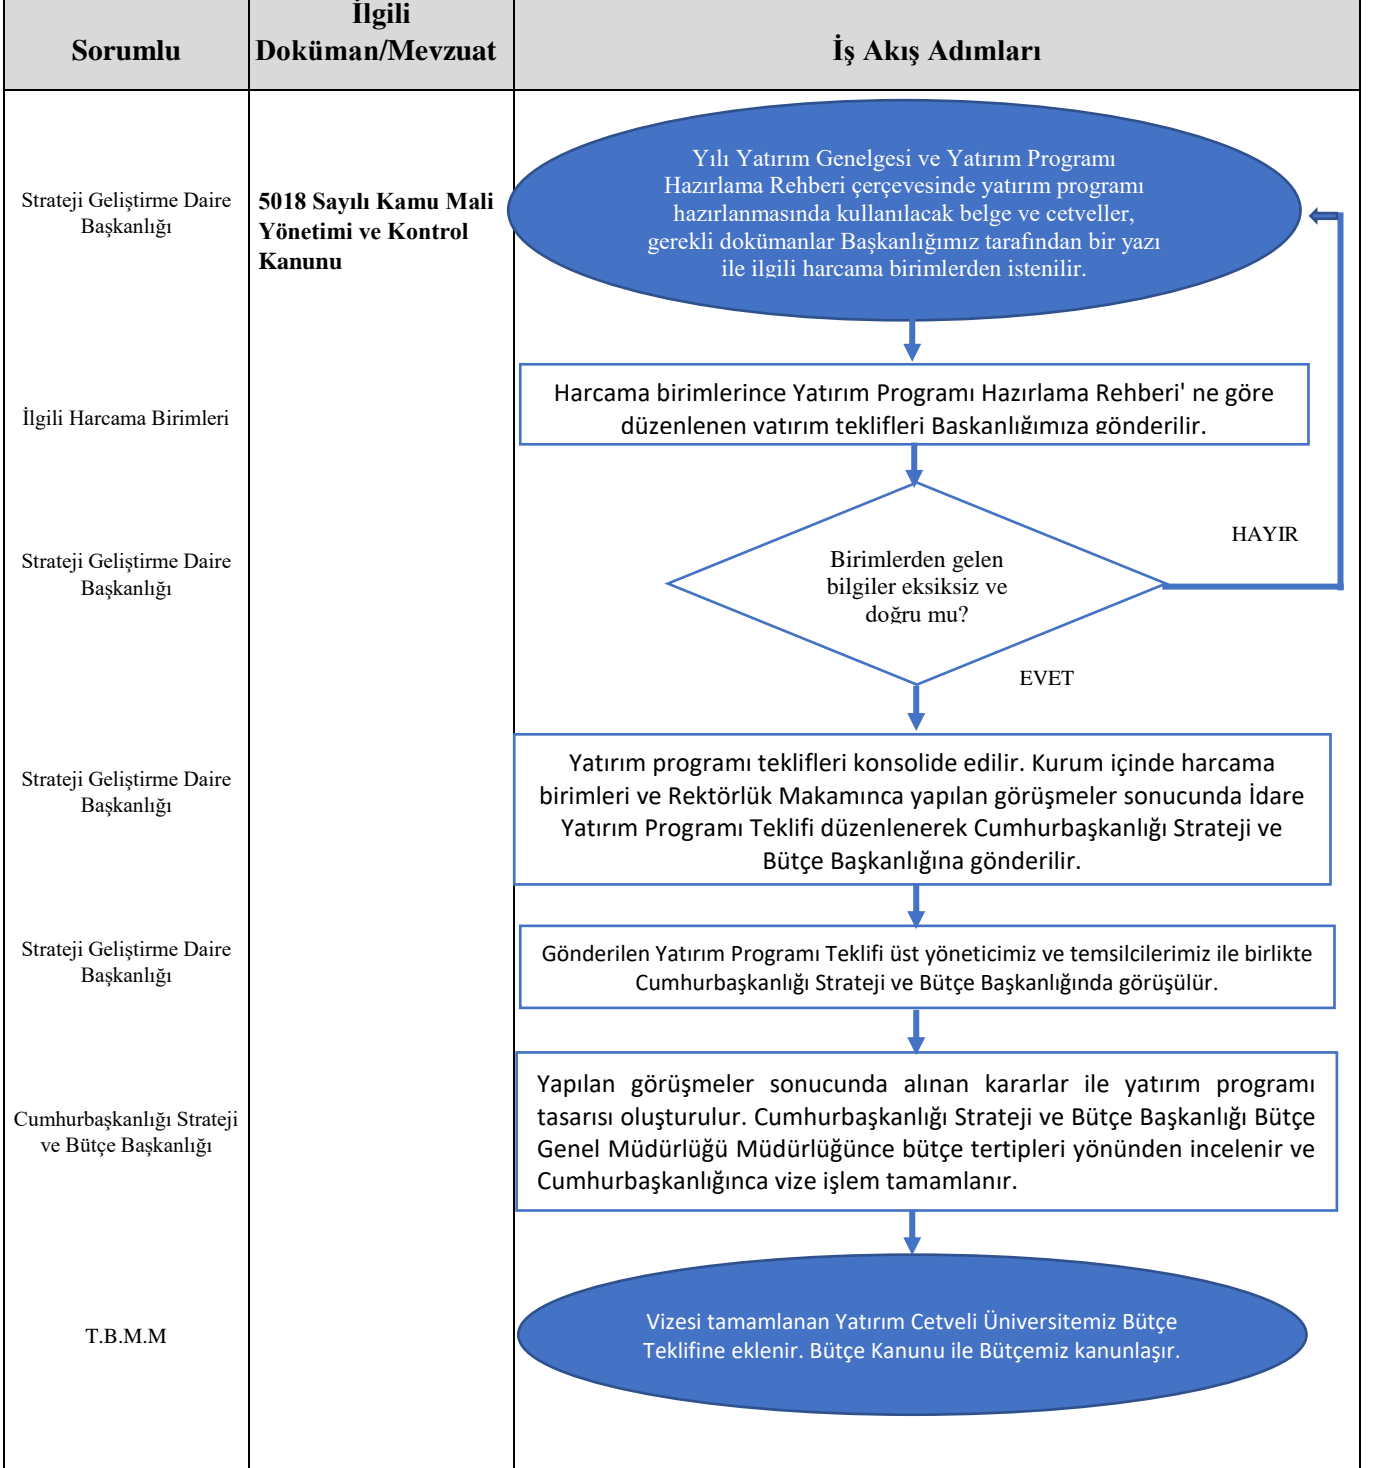 İlgili
Sorumlu
Doküman/Mevzuat
İş Akış Adımları
Strateji Geliştirme Daire
Başkanlığı
5018 Sayılı Kamu Mali
Yönetimi ve Kontrol
Kanunu
Yılı Yatırım Genelgesi ve Yatırım Programı
Hazırlama Rehberi çerçevesinde yatırım programı
hazırlanmasında kullanılacak belge ve cetveller,
gerekli dokümanlar Başkanlığımız tarafından bir yazı
ile ilgili harcama birimlerden istenilir.
İlgili Harcama Birimleri
Harcama birimlerince Yatırım Programı Hazırlama Rehberi' ne göre
düzenlenen yatırım teklifleri Başkanlığımıza gönderilir.
Strateji Geliştirme Daire
Başkanlığı
Birimlerden gelen
bilgiler eksiksiz ve
doğru mu?
HAYIR
EVET
Strateji Geliştirme Daire
Başkanlığı
Yatırım programı teklifleri konsolide edilir. Kurum içinde harcama
birimleri ve Rektörlük Makamınca yapılan görüşmeler sonucunda İdare
Yatırım Programı Teklifi düzenlenerek Cumhurbaşkanlığı Strateji ve
Bütçe Başkanlığına gönderilir.
Strateji Geliştirme Daire
Başkanlığı
Gönderilen Yatırım Programı Teklifi üst yöneticimiz ve temsilcilerimiz ile birlikte
Cumhurbaşkanlığı Strateji ve Bütçe Başkanlığında görüşülür.
Cumhurbaşkanlığı Strateji
ve Bütçe Başkanlığı
Yapılan görüşmeler sonucunda alınan kararlar ile yatırım programı
tasarısı oluşturulur. Cumhurbaşkanlığı Strateji ve Bütçe Başkanlığı Bütçe
Genel Müdürlüğü Müdürlüğünce bütçe tertipleri yönünden incelenir ve
Cumhurbaşkanlığınca vize işlem tamamlanır.
T.B.M.M
Vizesi tamamlanan Yatırım Cetveli Üniversitemiz Bütçe
Teklifine eklenir. Bütçe Kanunu ile Bütçemiz kanunlaşır.